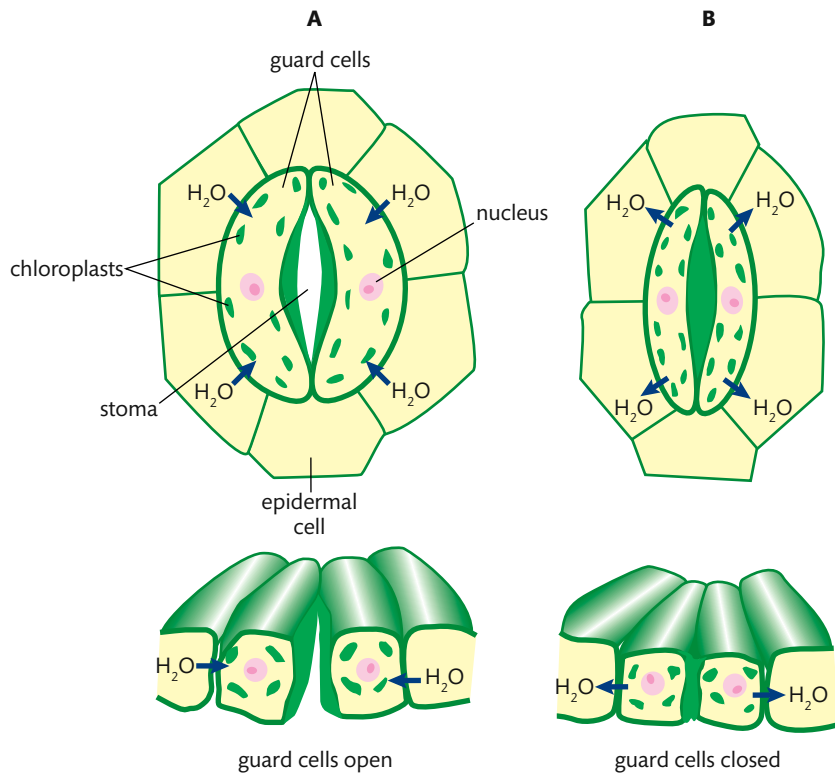 A
B
guard cells
H₂O
H₂O
H₂O
H₂O
nucleus
chloroplasts
H₂O
H₂O
H₂O
H₂O
stoma
epidermal
cell
H₂O
H₂O
H₂O
H₂O
guard cells open
guard cells closed